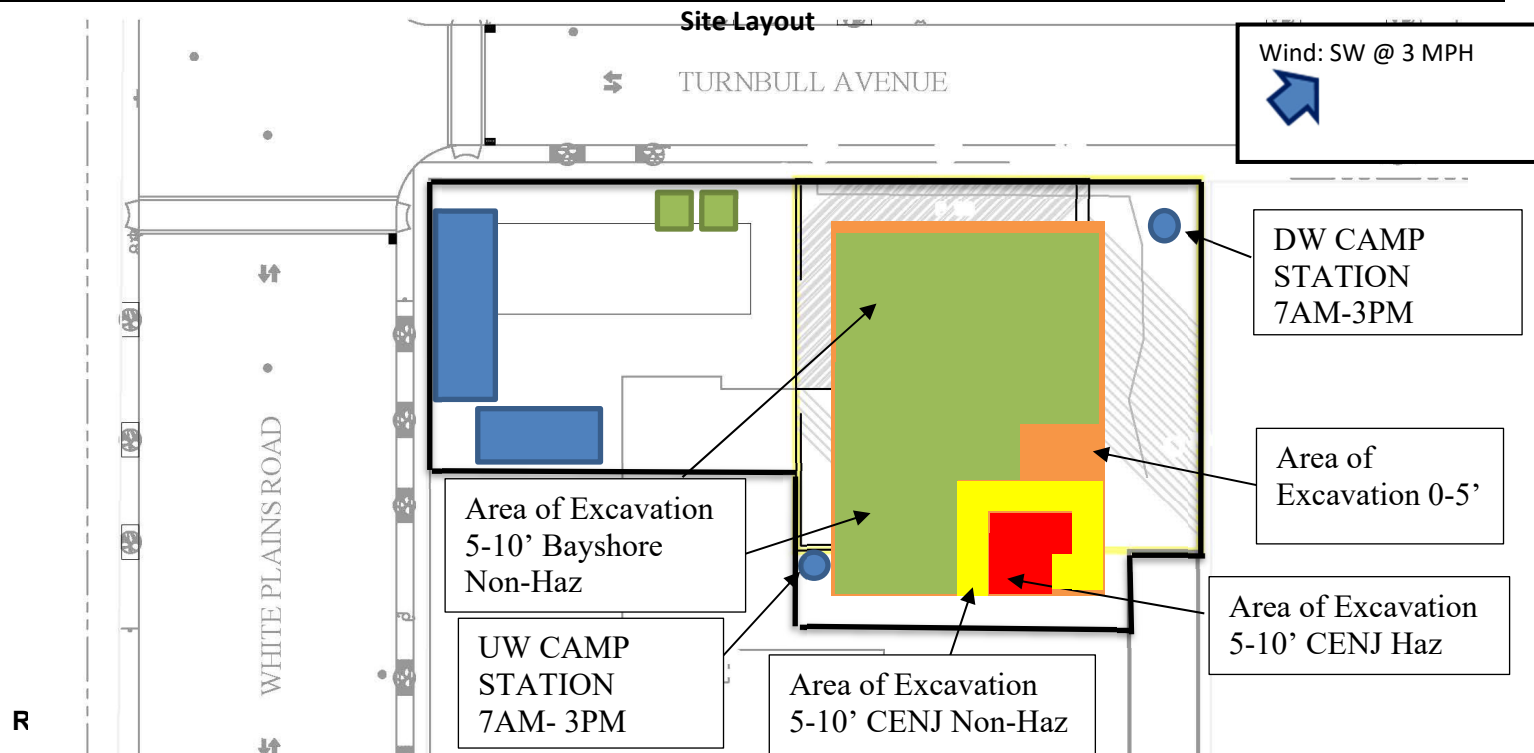 Site Layout
Wind: SW @ 3 MPH
TURNBULL AVENUE
DW CAMP
STATION
7AM-3PM
WHITE PLAINS ROAD
Area of Excavation
5-10’ Bayshore
Non-Haz
Area of
Excavation 0-5’
Area of Excavation
5-10’ CENJ Haz
UW CAMP
STATION
7AM- 3PM
Area of Excavation
5-10’ CENJ Non-Haz
R